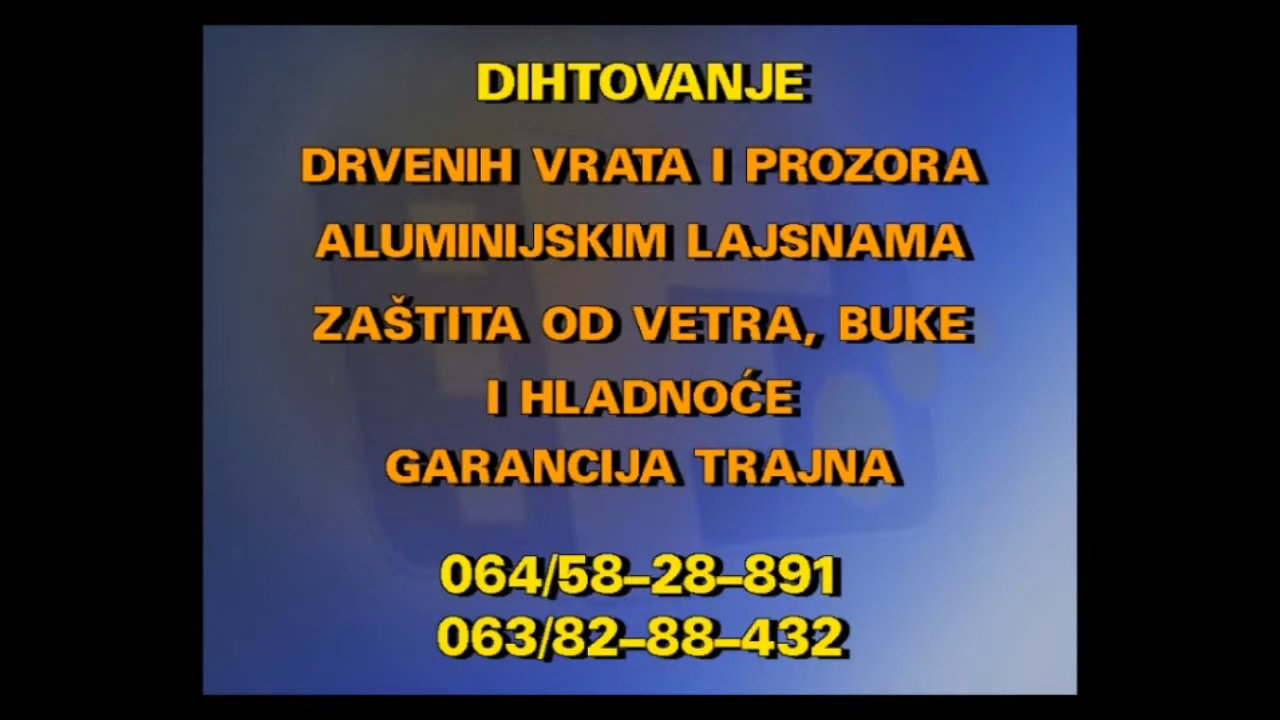 DIHTOVANJE
DRVENIH VRATA I PROZORA
ALUMINIJSKIM LAJSNAMA
ZAŠTITA OD VETRA, BUKE
I HLADNOĆE
GARANCIJA TRAJNA
064/58–28–891
063/82–88–432